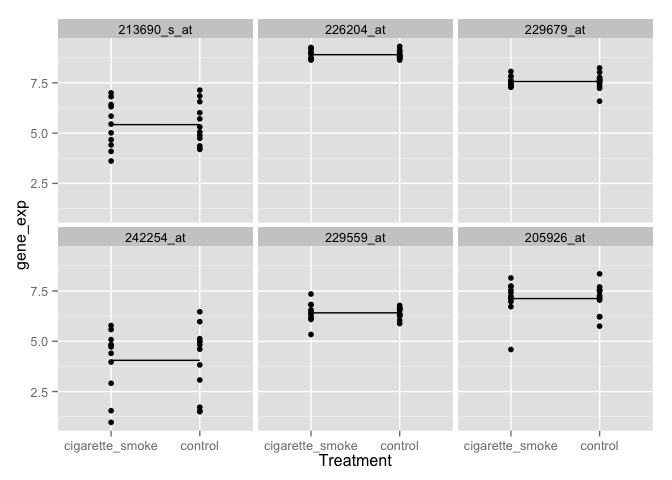 213690_s_at 226204_at 229679_at
7.5
5.0
2.5
gene_exp
242254_at 229559_at 205926_at
7.5
5.0
2.5
cigarette_smoke control cigarette_smoke control cigarette_smoke control
Treatment